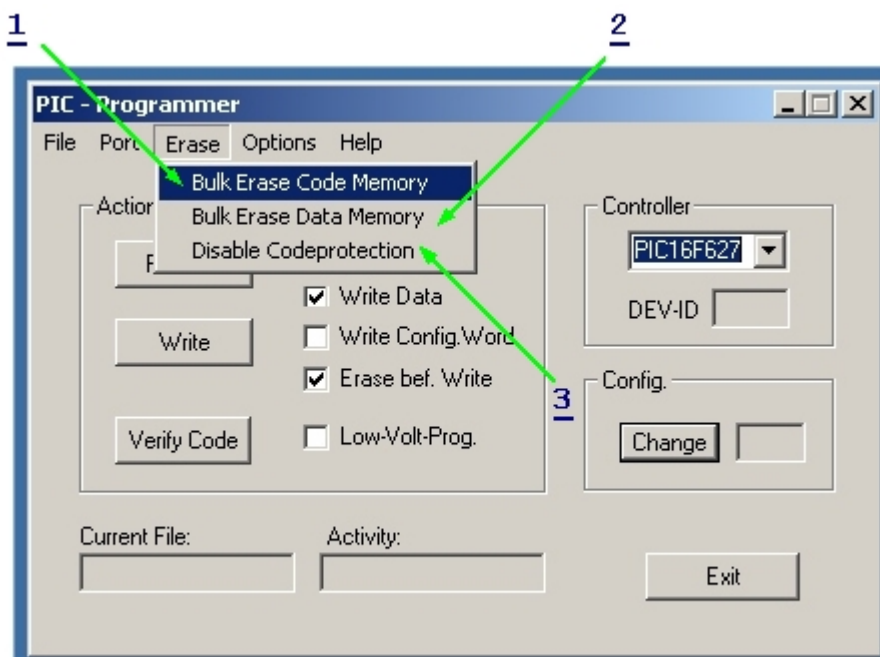 1
2
PIC - Programmer
File Port Erase Options Help
Bulk Erase Code Memory
Bulk Erase Data Memory
Disable Codeprotection
Action
Controller
PIC16F627
Write Data
DEV-ID
Write
Write Config.Word
Erase bef. Write
3
Config.
Verify Code
Low-Volt-Prog.
Change
Current File:
Activity:
Exit